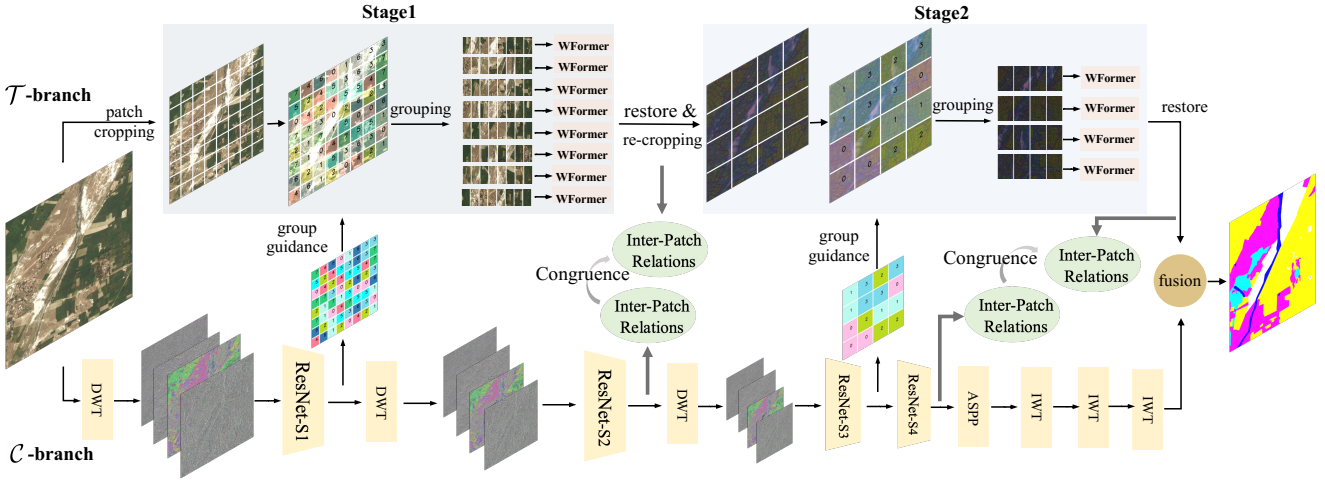 Stage1
Stage2
𝒯-branch
patch
cropping
grouping
WFormer
WFormer
WFormer
WFormer
WFormer
WFormer
WFormer
WFormer
restore &
re-cropping
grouping
WFormer
WFormer
WFormer
WFormer
restore
group
guidance
Inter-Patch
Relations
Congruence
Inter-Patch
Relations
group
guidance
Inter-Patch
Relations
Congruence
Inter-Patch
Relations
fusion
DWT
ResNet-S1
DWT
ResNet-S2
DWT
ResNet-S3
ResNet-S4
ASPP
IWT
IWT
IWT
𝒞-branch